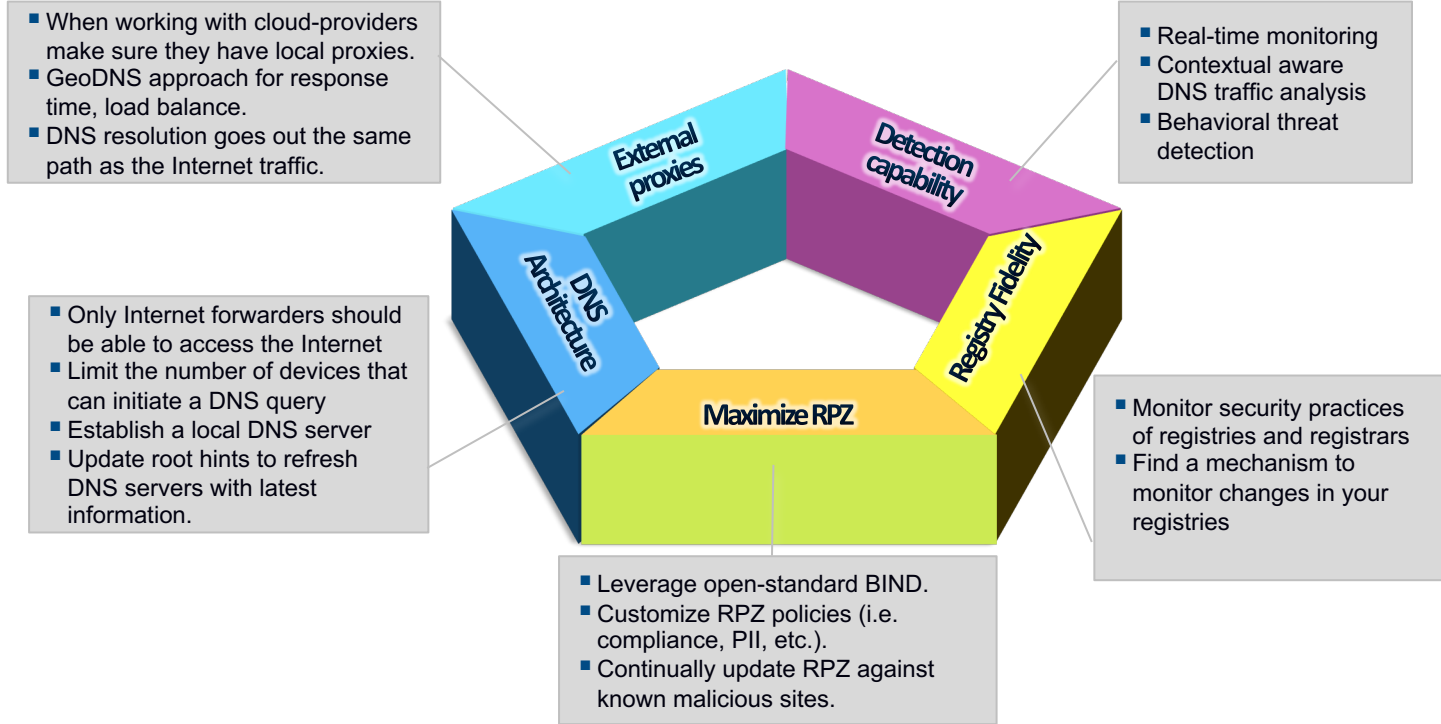 ▪ When working with cloud-providers
make sure they have local proxies.
▪ GeoDNS approach for response
time, load balance.
▪ DNS resolution goes out the same
path as the Internet traffic.
▪ Real-time monitoring
▪ Contextual aware
DNS traffic analysis
▪ Behavioral threat
detection
External
proxies
Detection
capability
DNS
Architecture
Registry Fidelity
Maximize RPZ
▪ Only Internet forwarders should
be able to access the Internet
▪ Limit the number of devices that
can initiate a DNS query
▪ Establish a local DNS server
▪ Update root hints to refresh
DNS servers with latest
information.
▪ Monitor security practices
of registries and registrars
▪ Find a mechanism to
monitor changes in your
registries
▪ Leverage open-standard BIND.
▪ Customize RPZ policies (i.e.
compliance, PII, etc.).
▪ Continually update RPZ against
known malicious sites.